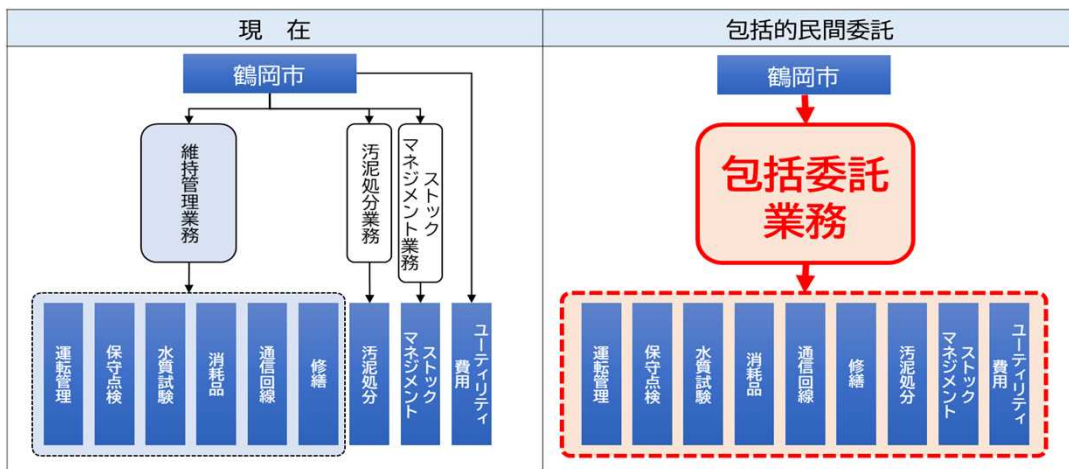 現　在
鶴岡市
維持管理業務
汚泥処分業務
ストック
マネジメント業務
運転管理
保守点検
水質試験
消耗品
通信回線
修繕
汚泥処分
ストック
マネジメント
ユーティリティ
費用
包括的民間委託
鶴岡市
包括委託
業務
運転管理
保守点検
水質試験
消耗品
通信回線
修繕
汚泥処分
ストック
マネジメント
ユーティリティ
費用